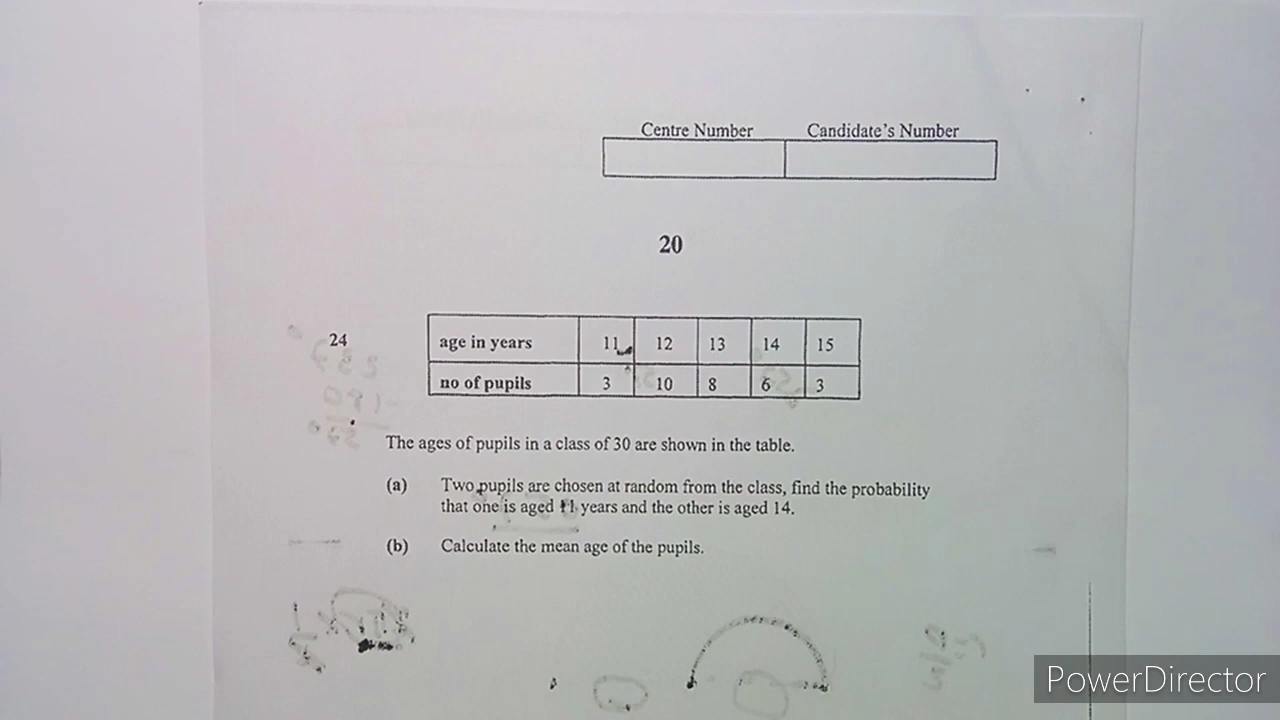 Centre Number Candidate's Number
20
24
age in years 11 12 13 14 15
no of pupils 3 10 8 6 3
The ages of pupils in a class of 30 are shown in the table.
(a) Two pupils are chosen at random from the class, find the probability
that one is aged 11 years and the other is aged 14.
(b) Calculate the mean age of the pupils.
PowerDirector